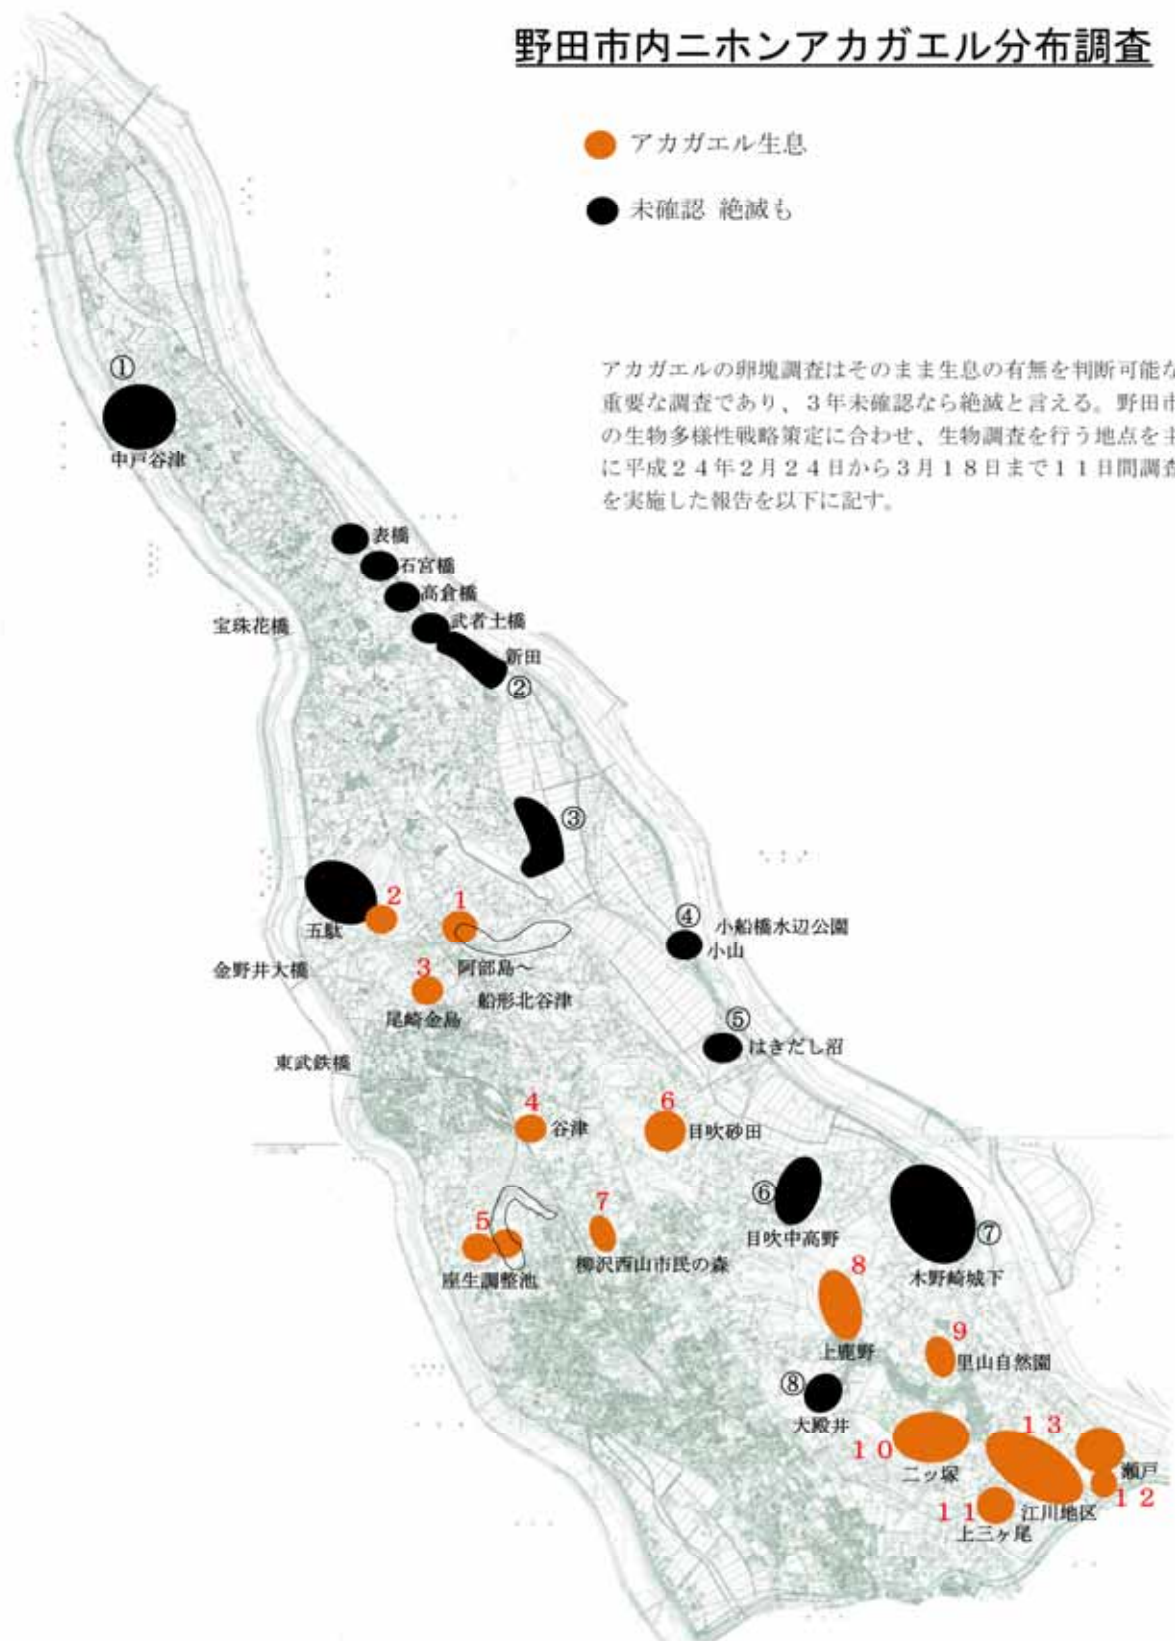 野田市内ニホンアカガエル分布調査
アカガエル生息
未確認 絶滅も
アカガエルの卵塊調査はそのまま生息の有無を判断可能な
重要な調査であり、３年未確認なら絶滅と言える。野田市
の生物多様性戦略策定に合わせ、生物調査を行う地点を主
に平成２４年２月２４日から３月１８日まで１１日間調査
を実施した報告を以下に記す。
①
中戸谷津
表橋
石宮橋
高倉橋
武者土橋
宝珠花橋
新田
②
③
2
1
五駄
④
小船橋水辺公園
小山
金野井大橋
阿部島～
3
船形北谷津
尾崎金島
⑤
はきだし沼
東武鉄橋
4
谷津
6
目吹砂田
⑥
目吹中高野
⑦
木野崎城下
5
座生調整池
7
柳沢西山市民の森
8
上鹿野
9
里山自然園
⑧
大殿井
１０
二ッ塚
１３
瀬戸
１２
１１
江川地区
上三ヶ尾